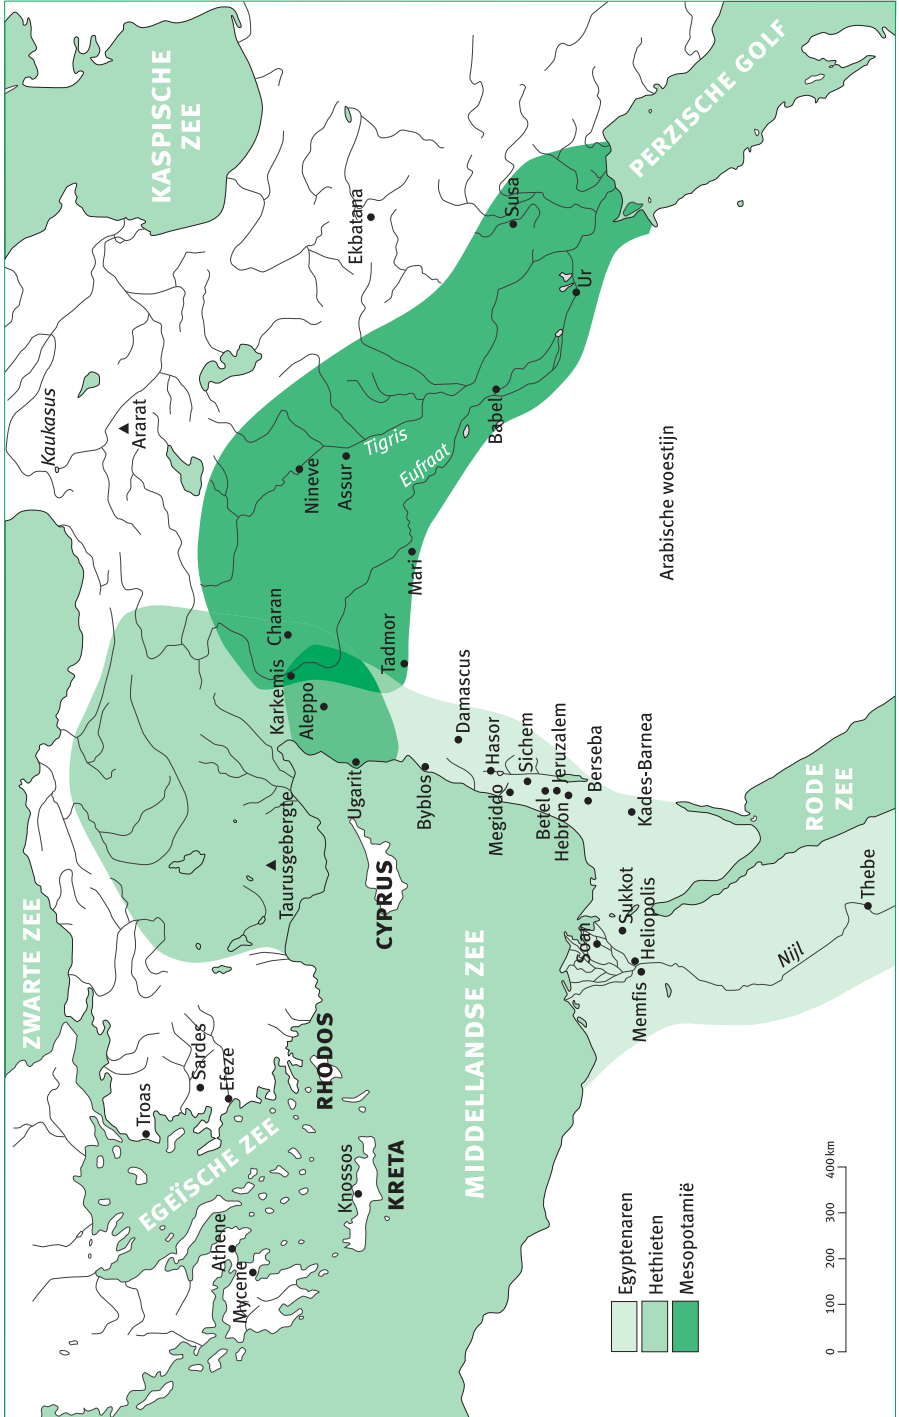 ZWARTE ZEE
KASPISCHE
ZEE
Kaukasus
Ararat
Troas
Sardes
Efeze
EGEÏSCHE ZEE
Athene
Mycene
Taurusgebergte
Karkemis
Charan
Aleppo
Nineve
Assur
Tigris
Eufraat
Ekbatana
RHODOS
Knossos
KRETA
CYPRUS
Ugarit
Tadmor
Mari
Byblos
Damascus
Babel
Susa
Ur
PERZISCHE GOLF
MIDDELLANDSE ZEE
Hasor
Megiddo
Sichem
Betel
Jeruzalem
Hebron
Berseba
Kades-Barnea
Arabische woestijn
Soan
Sukkot
Heliopolis
Memfis
Nijl
Thebe
RODE
ZEE
Egyptenaren
Hethieten
Mesopotamië
0 100 200 300 400 km